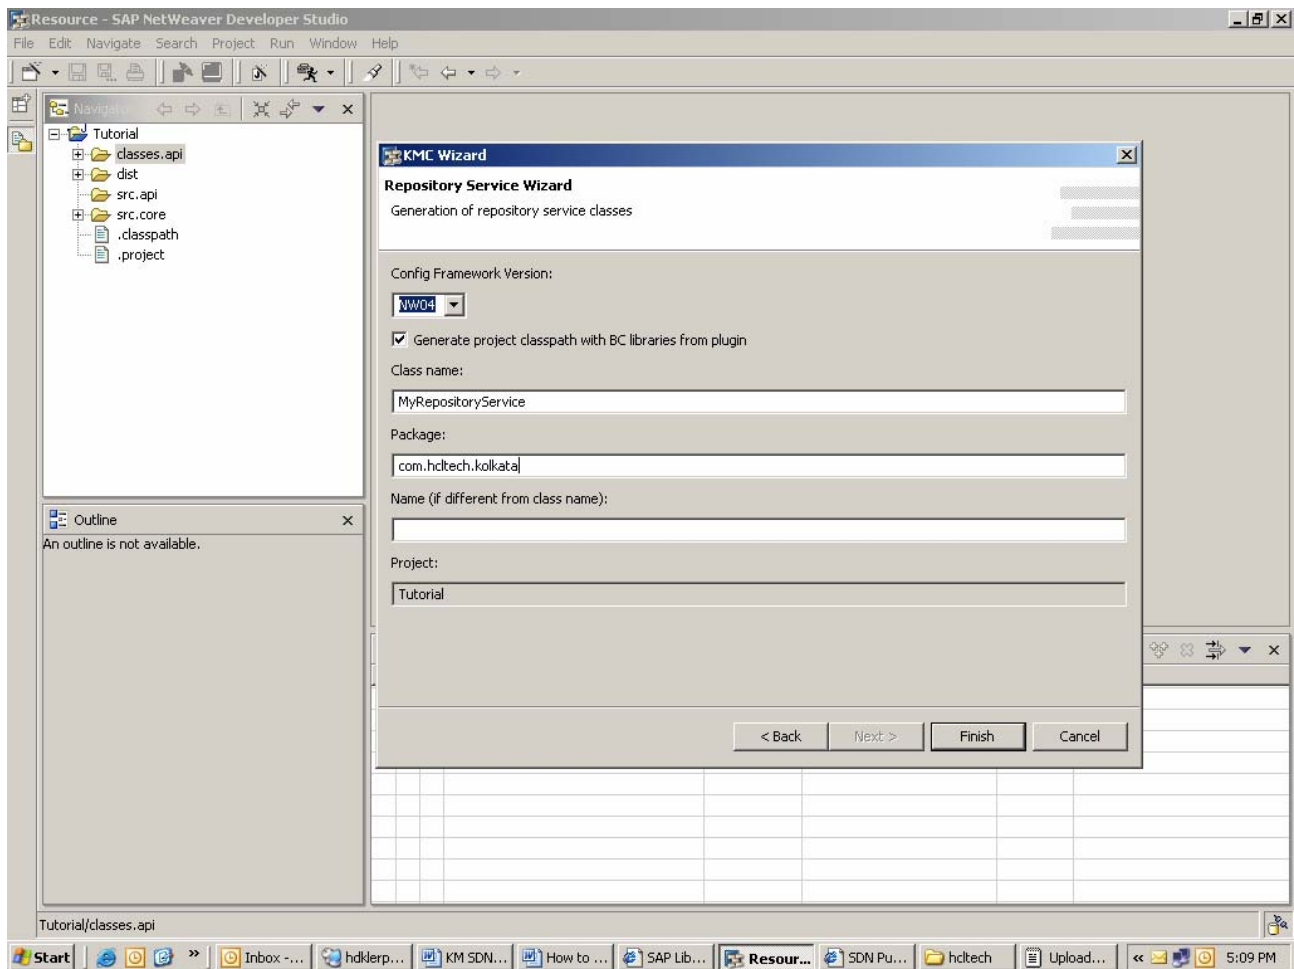 Resource - SAP NetWeaver Developer Studio
File Edit Navigate Search Project Run Window Help
Tutorial
classes.api
dist
src.api
src.core
.classpath
.project
Outline
An outline is not available.
KMC Wizard
Repository Service Wizard
Generation of repository service classes
Config Framework Version:
NW04
Generate project classpath with BC libraries from plugin
Class name:
MyRepositoryService
Package:
com.hcltech.kolkata
Name (if different from class name):
Project:
Tutorial
< Back Next > Finish Cancel
Tutorial/classes.api
Start » Inbox -... hdklerp... KM SDN... How to ... SAP Lib... Resour... SDN Pu... hcltech Upload... « 5:09 PM